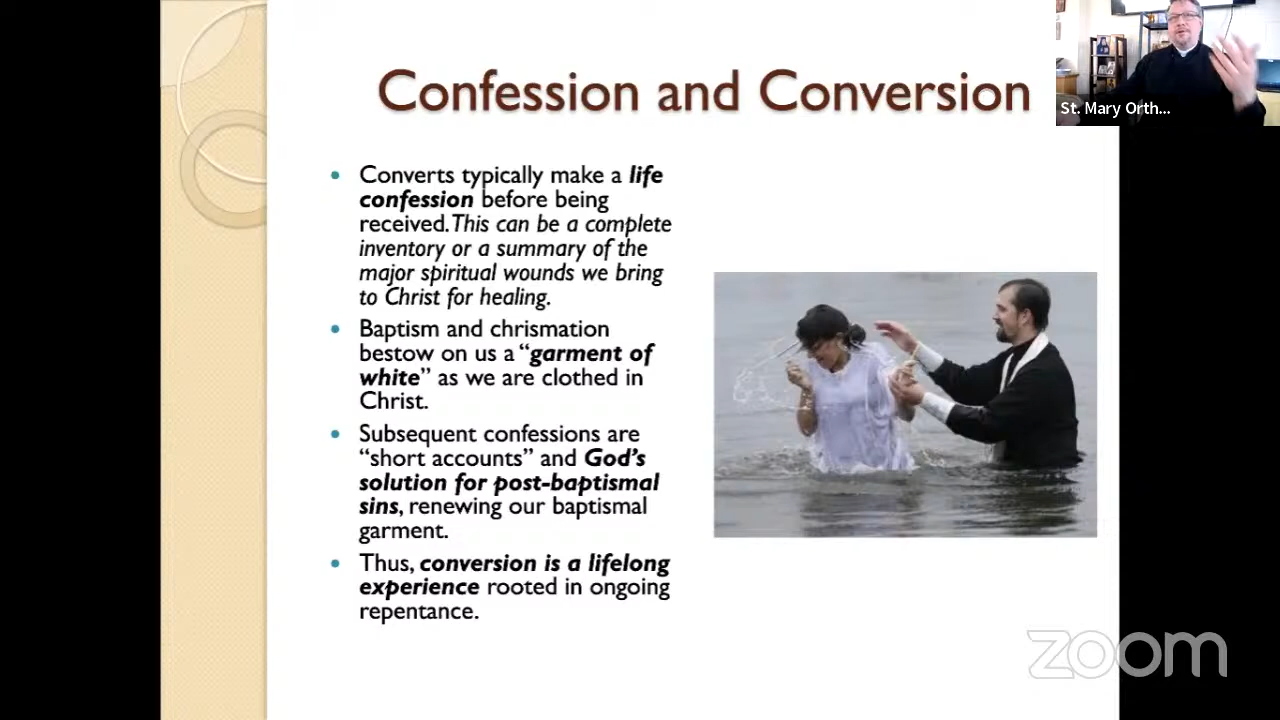 Confession and Conversion
St. Mary Orth...
• Converts typically make a life
confession before being
received. This can be a complete
inventory or a summary of the
major spiritual wounds we bring
to Christ for healing.
• Baptism and chrismation
bestow on us a “garment of
white” as we are clothed in
Christ.
• Subsequent confessions are
“short accounts” and God’s
solution for post-baptismal
sins, renewing our baptismal
garment.
• Thus, conversion is a lifelong
experience rooted in ongoing
repentance.
zoom